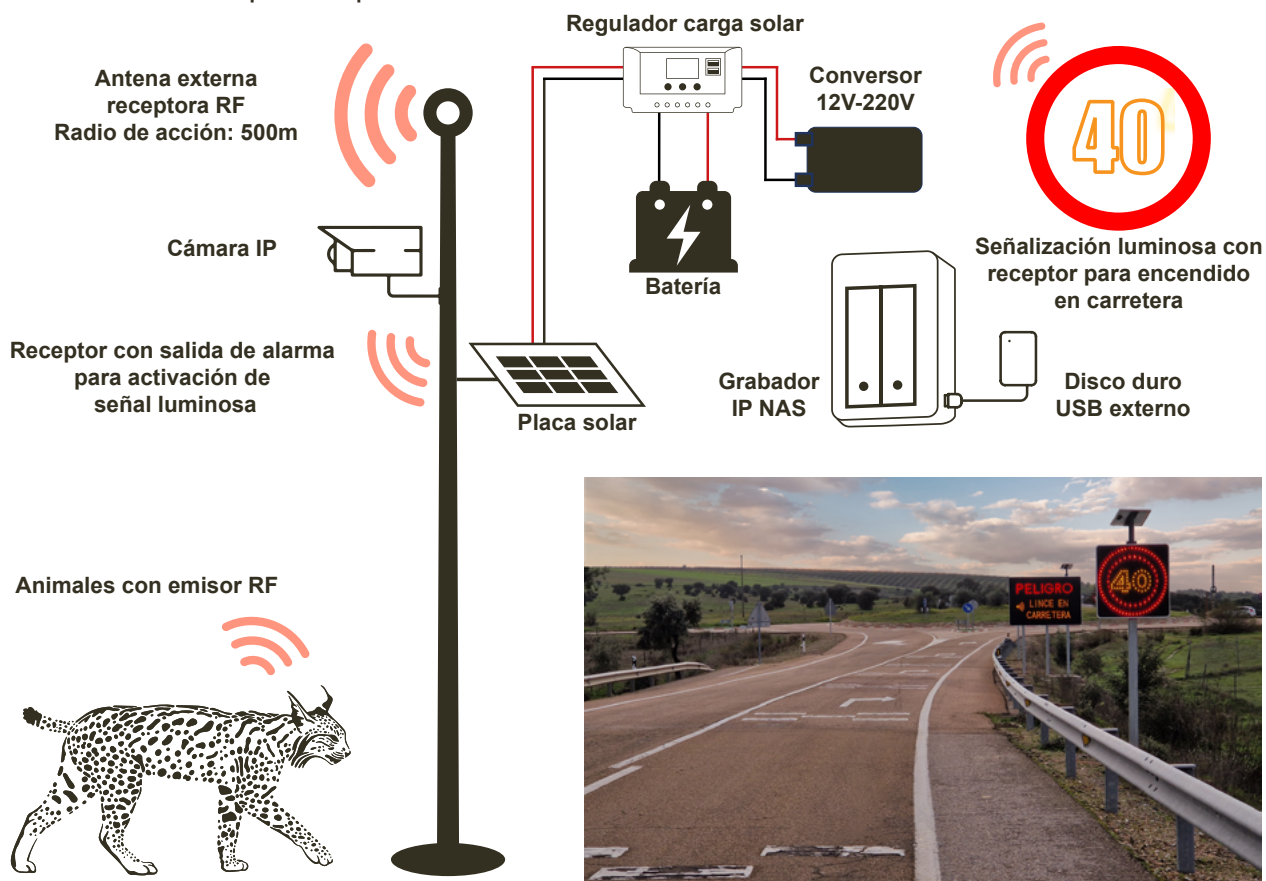 Regulador carga solar
Antena externa
receptora RF
Radio de acción: 500m
Conversor
12V-220V
40
Cámara IP
Batería
Señalización luminosa con
receptor para encendido
en carretera
Receptor con salida de alarma
para activación de
señal luminosa
Placa solar
Grabador
IP NAS
Disco duro
USB externo
Animales con emisor RF
PELIGRO
LINCE EN
CARRETERA
40